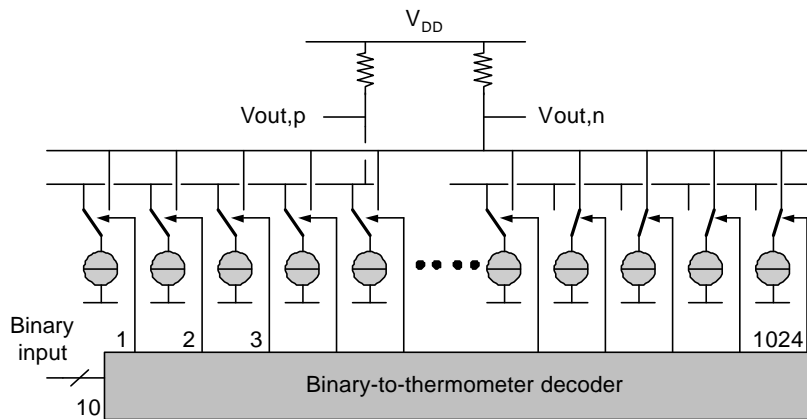 V_DD
Vout,p
Vout,n
Binary
input
1
2
3
1024
10
Binary-to-thermometer decoder